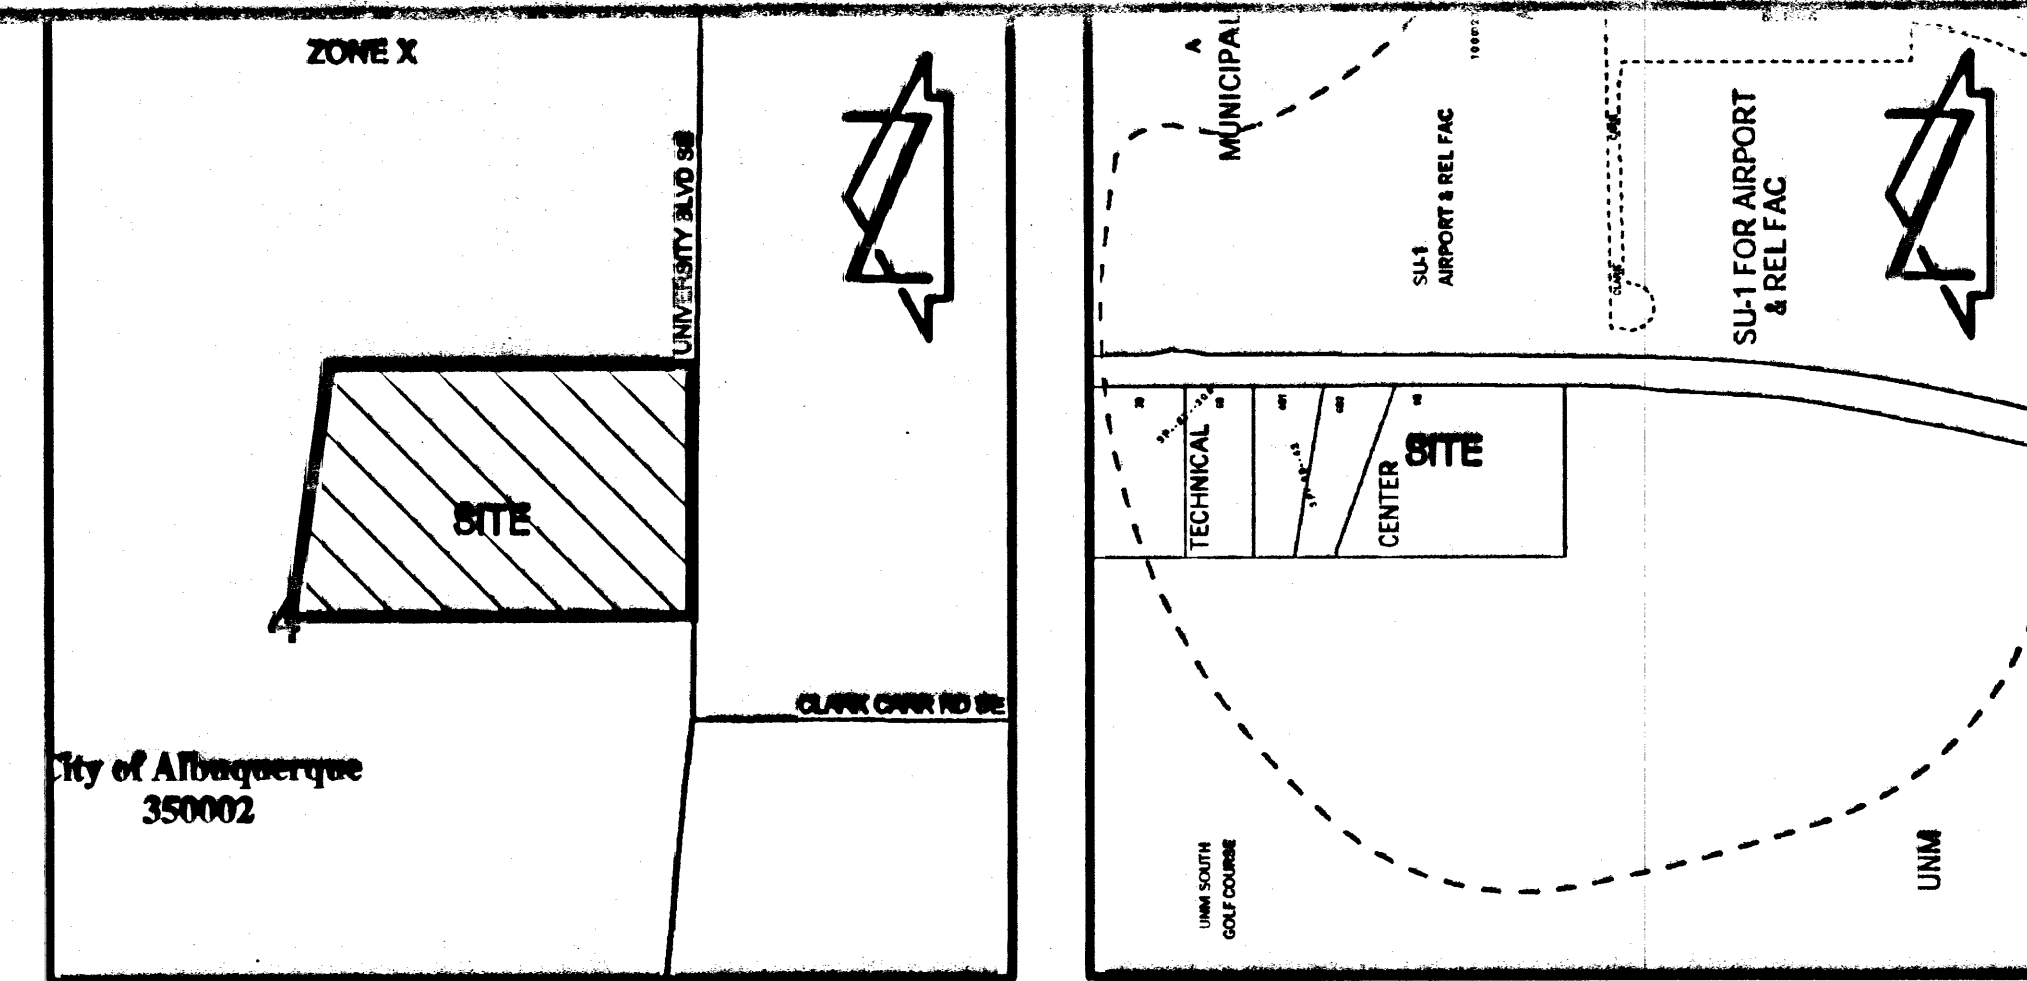 ZONE X
UNIVERSITY BLVD SE
SITE
CLARK CARR RD SE
City of Albuquerque
350002
A
MUNICIPAL
SU-1
AIRPORT & REL FAC
SU-1 FOR AIRPORT
& REL FAC
CLARK
TECHNICAL
CENTER
SITE
UNM SOUTH
GOLF COURSE
UNM